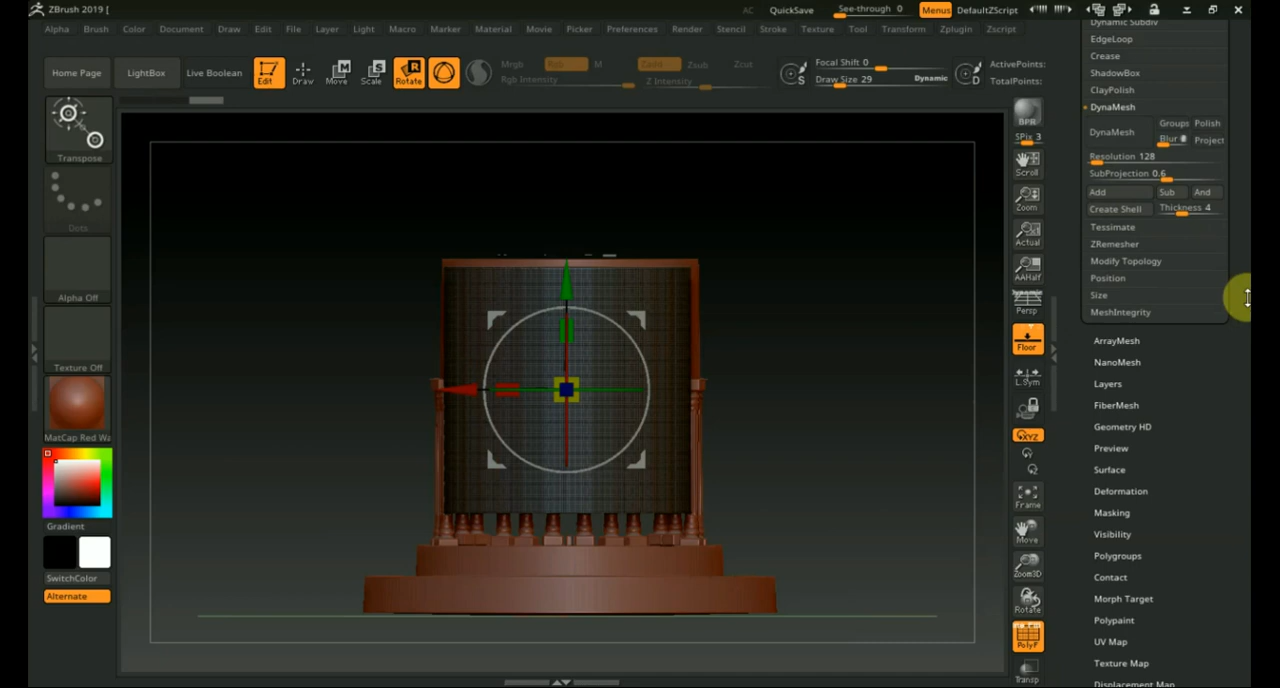 ZBrush 2019 [
AC QuickSave See-through 0 Menus DefaultZScript
Alpha Brush Color Document Draw Edit File Layer Light Macro Marker Material Movie Picker Preferences Render Stencil Stroke Texture Tool Transform Zplugin Zscript
Home Page LightBox Live Boolean Edit Draw Move Scale Rotate
Mrgb Rgb M Zadd Zsub Zcut
Rgb Intensity Z Intensity
Focal Shift 0
Draw Size 29 Dynamic
ActivePoints:
TotalPoints:
Transpose
Dots
Alpha Off
Texture Off
MatCap Red Wa
Gradient
SwitchColor
Alternate
BPR
SPix 3
Scroll
Zoom
Actual
AAHalf
Dynamic
Persp
Floor
L.Sym
XYZ
Frame
Move
Zoom3D
Rotate
PolyF
Transp
Dynamic Subdiv
EdgeLoop
Crease
ShadowBox
ClayPolish
DynaMesh
DynaMesh Groups Polish
Blur Project
Resolution 128
SubProjection 0.6
Add Sub And
Create Shell Thickness 4
Tessimate
ZRemesher
Modify Topology
Position
Size
MeshIntegrity
ArrayMesh
NanoMesh
Layers
FiberMesh
Geometry HD
Preview
Surface
Deformation
Masking
Visibility
Polygroups
Contact
Morph Target
Polypaint
UV Map
Texture Map
Displacement Map